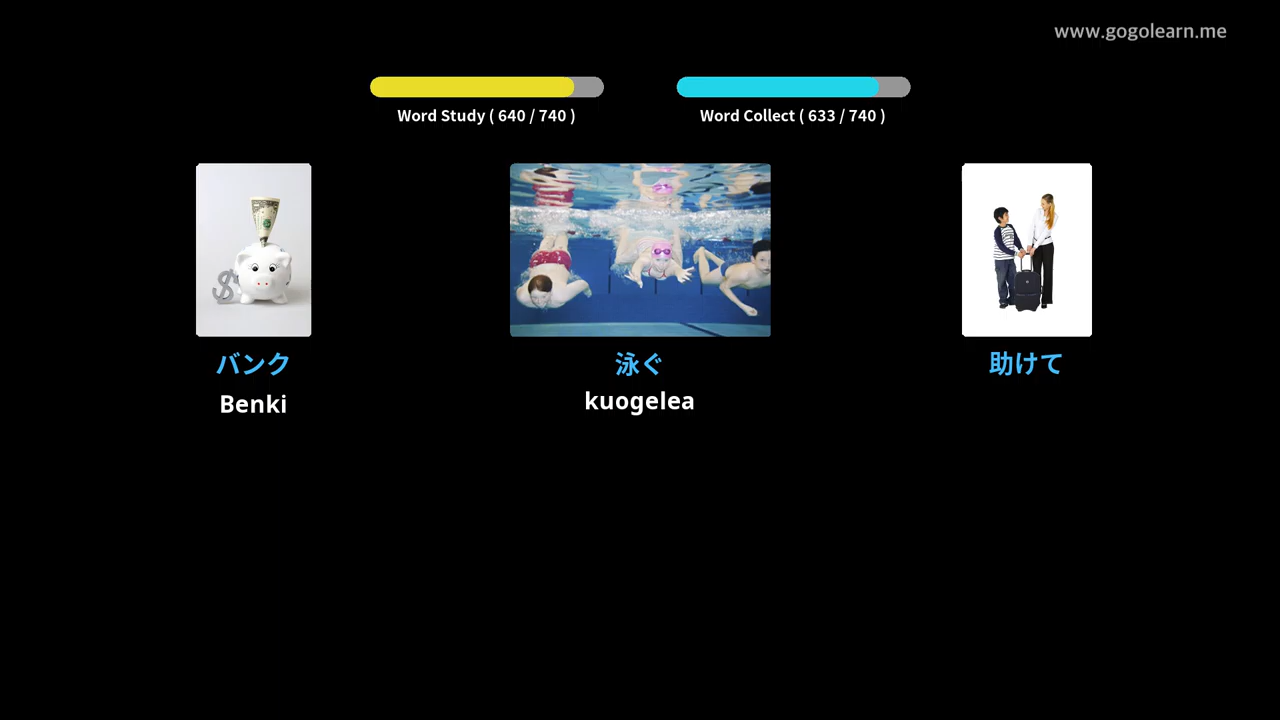 www.gogolearn.me
Word Study ( 640 / 740 )
Word Collect ( 633 / 740 )
バンク
泳ぐ
助けて
Benki
kuogelea